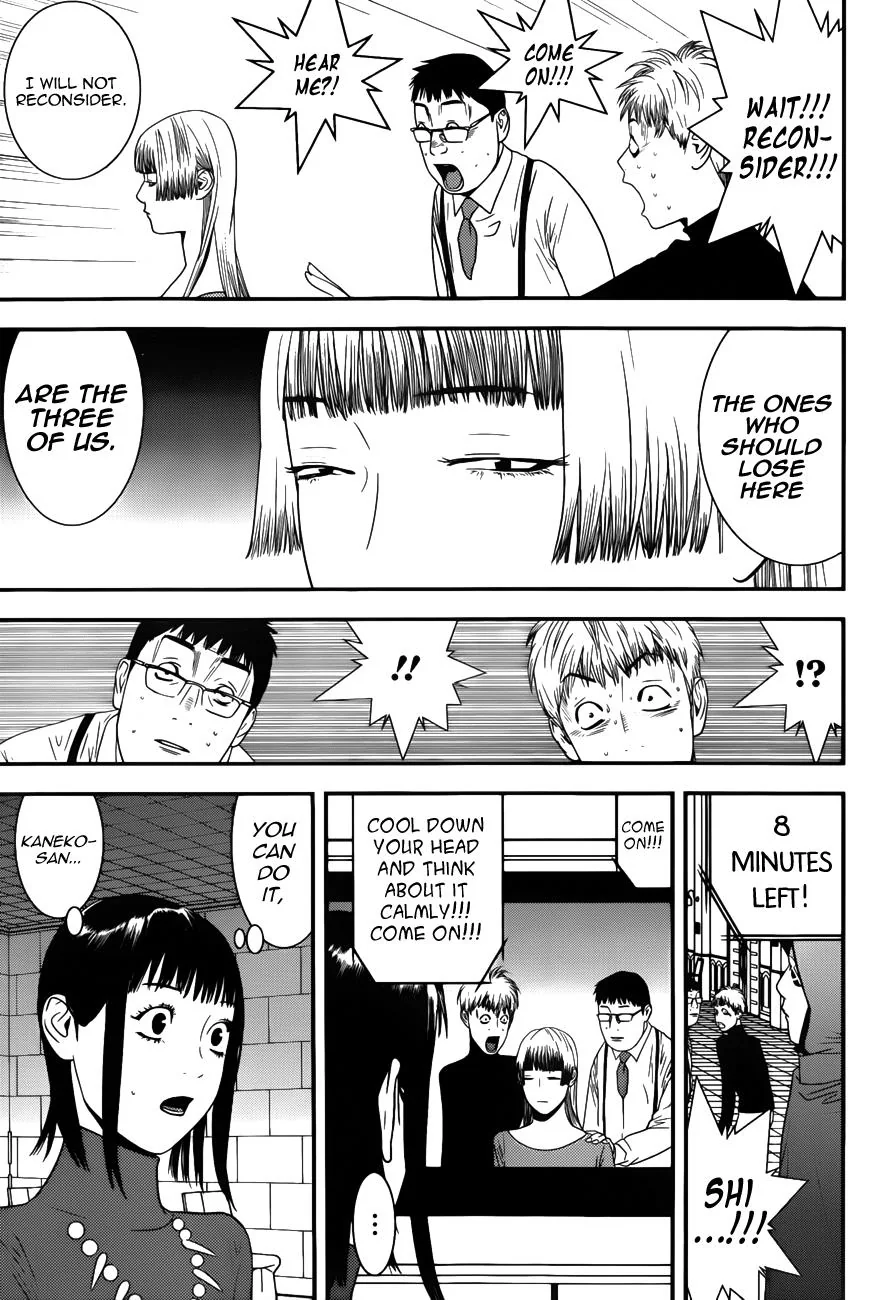 WAIT!!!
RECON-
SIDER!!!
COME
ON!!!
HEAR
ME?!
I WILL NOT
RECONSIDER.
THE ONES
WHO
SHOULD
LOSE
HERE
ARE THE
THREE
OF US.
!?
!!
8
MINUTES
LEFT!
SHI
...!!!
COME
ON!!!
COOL DOWN
YOUR HEAD
AND THINK
ABOUT IT
CALMLY!!!
COME ON!!!
...
YOU
CAN
DO
IT,
KANEKO-
SAN...